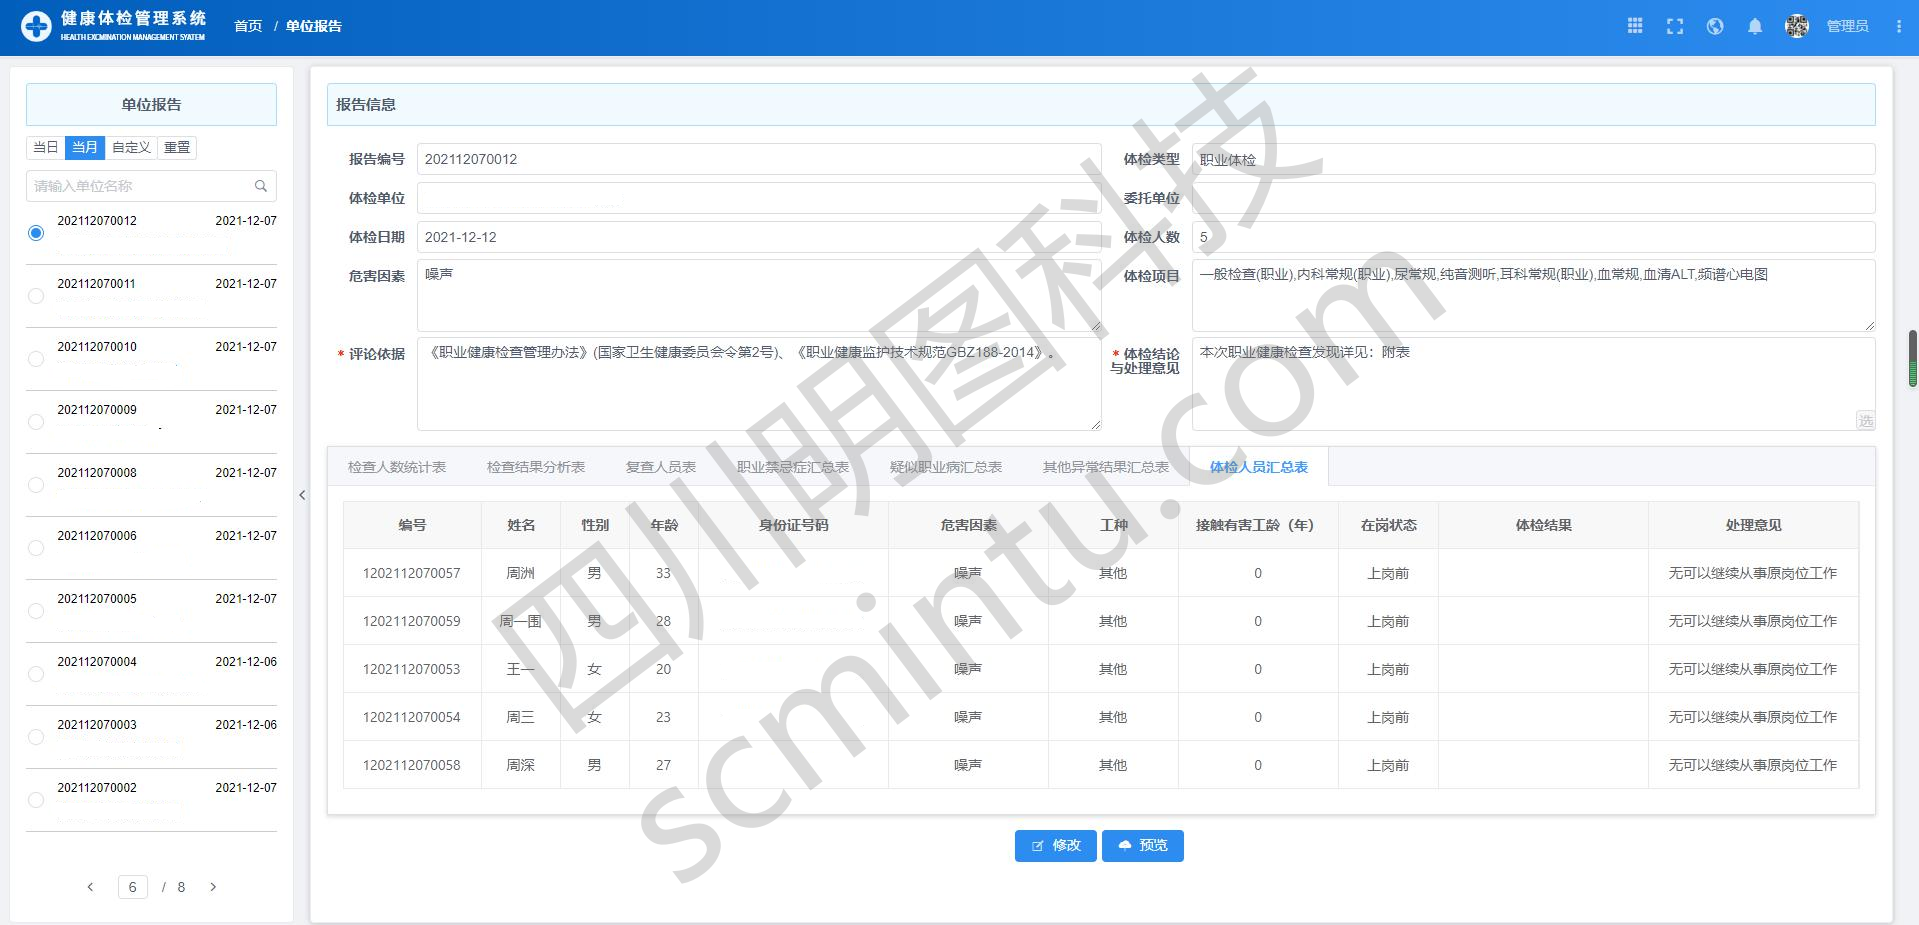 健康体检管理系统
HEALTH EXCMINATION MANAGEMENT SYATEM
首页 / 单位报告
管理员
单位报告
当日 当月 自定义 重置
请输入单位名称
202112070012 2021-12-07
202112070011 2021-12-07
202112070010 2021-12-07
202112070009 2021-12-07
202112070008 2021-12-07
202112070006 2021-12-07
202112070005 2021-12-07
202112070004 2021-12-06
202112070003 2021-12-06
202112070002 2021-12-07
6 / 8
报告信息
报告编号 202112070012 体检类型 职业体检
体检单位 委托单位
体检日期 2021-12-12 体检人数 5
危害因素 噪声 体检项目 一般检查(职业),内科常规(职业),尿常规,纯音测听,耳科常规(职业),血常规,血清ALT,频谱心电图
* 评论依据 《职业健康检查管理办法》(国家卫生健康委员会令第2号)、《职业健康监护技术规范GBZ188-2014》。 * 体检结论与处理意见 本次职业健康检查发现详见：附表
选
检查人数统计表 检查结果分析表 复查人员表 职业禁忌症汇总表 疑似职业病汇总表 其他异常结果汇总表 体检人员汇总表
编号 姓名 性别 年龄 身份证号码 危害因素 工种 接触有害工龄（年） 在岗状态 体检结果 处理意见
1202112070057 周洲 男 33 噪声 其他 0 上岗前 无可以继续从事原岗位工作
1202112070059 周一围 男 28 噪声 其他 0 上岗前 无可以继续从事原岗位工作
1202112070053 王一 女 20 噪声 其他 0 上岗前 无可以继续从事原岗位工作
1202112070054 周三 女 23 噪声 其他 0 上岗前 无可以继续从事原岗位工作
1202112070058 周深 男 27 噪声 其他 0 上岗前 无可以继续从事原岗位工作
修改 预览
四川明图科技
scmintu.com